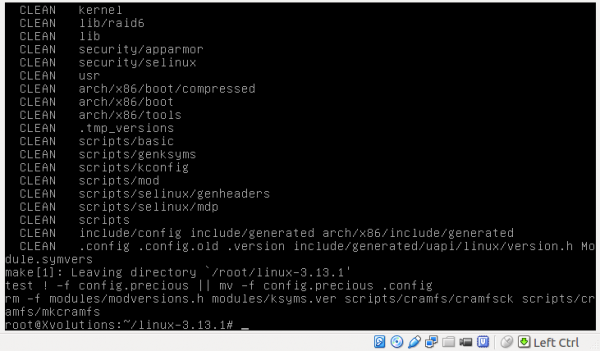 CLEAN kernel
CLEAN lib/raid6
CLEAN lib
CLEAN security/apparmor
CLEAN security/selinux
CLEAN usr
CLEAN arch/x86/boot/compressed
CLEAN arch/x86/boot
CLEAN arch/x86/tools
CLEAN .tmp_versions
CLEAN scripts/basic
CLEAN scripts/genksyms
CLEAN scripts/kconfig
CLEAN scripts/mod
CLEAN scripts/selinux/genheaders
CLEAN scripts/selinux/mdp
CLEAN scripts
CLEAN include/config include/generated arch/x86/include/generated
CLEAN .config .config.old .version include/generated/uapi/linux/version.h Mo
dule.symvers
make[1]: Leaving directory `/root/linux-3.13.1'
test ! -f config.precious || mv -f config.precious .config
rm -f modules/modversions.h modules/ksyms.ver scripts/cramfs/cramfsck scripts/cr
amfs/mkcramfs
root@Xvolutions:~/linux-3.13.1# _
Left Ctrl